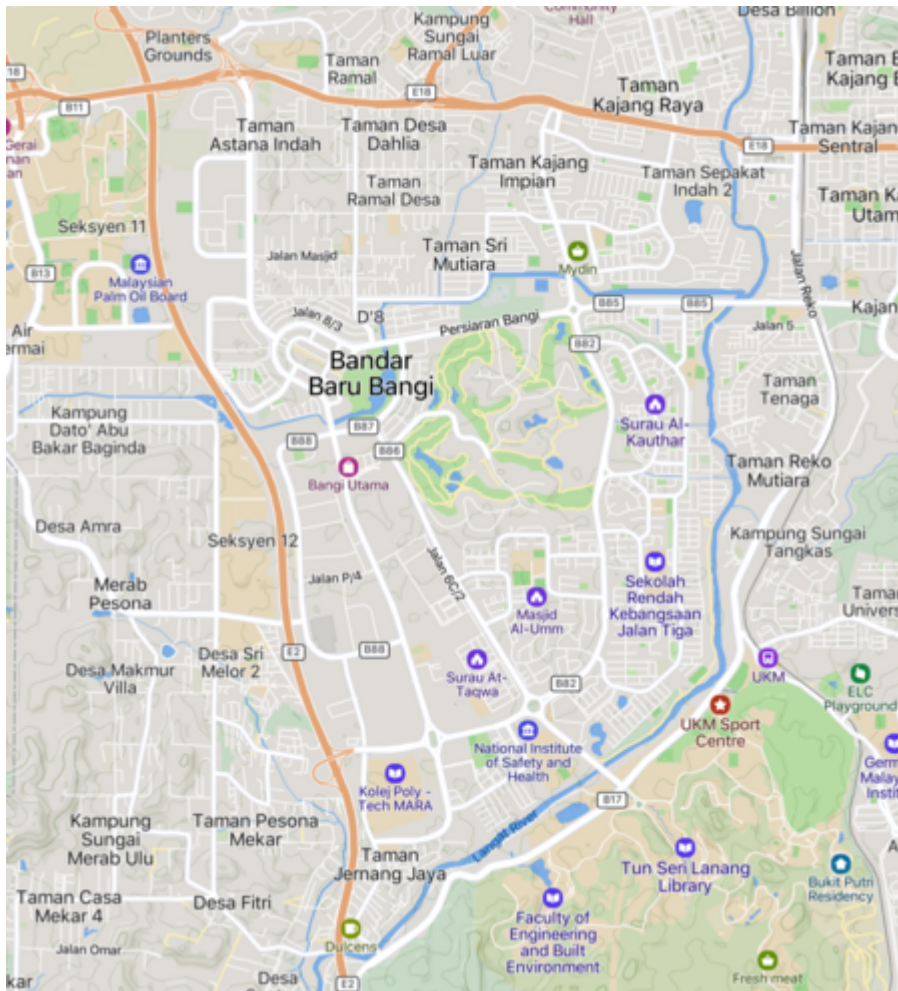 Community
Hall
Desa Billion
Kampung
Sungai
Ramal Luar
Planters
Grounds
Taman
Ramal
Taman
Kajang Raya
Kajang
18
E18
B11
Gerai
Taman
Astana Indah
Taman Desa
Dahlia
Taman Kajang
Sentral
E18
Taman Kajang
Impian
Taman Sepakat
Indah 2
Taman
Ramal Desa
Utama
Seksyen 11
Taman Sri
Mutiara
Jalan Masjid
Mydin
Jalan Reko
B13
Malaysian
Palm Oil Board
B85
B85
Kajang
Jalan 8/3
D'8
Persiaran Bangi
Jalan 5
Air
ermai
B82
Bandar
Baru Bangi
Taman
Tenaga
Surau Al-
Kauthar
Kampung
Dato' Abu
Bakar Baginda
B87
B88
B86
Bangi Utama
Taman Reko
Mutiara
Desa Amra
Seksyen 12
Kampung Sungai
Tangkas
Jalan 6C/2
Jalan P/4
Merab
Pesona
Sekolah
Rendah
Kebangsaan
Jalan Tiga
Masjid
Al-Umm
Taman
Univers
E2
B88
Desa Sri
Melor 2
Desa Makmur
Villa
Surau At-
Taqwa
B82
UKM
ELC
Playground
UKM Sport
Centre
National Institute
of Safety and
Health
Germ
Malay
Insti
Kolej Poly -
Tech MARA
B17
Langat River
Kampung
Sungai
Merab Ulu
Taman Pesona
Mekar
Taman
Jernang Jaya
Tun Seri Lanang
Library
Bukit Putri
Residency
Taman Casa
Mekar 4
Desa Fitri
Faculty of
Engineering
and Built
Environment
Jalan Omar
Dulcens
kar
Desa
E2
Fresh meat